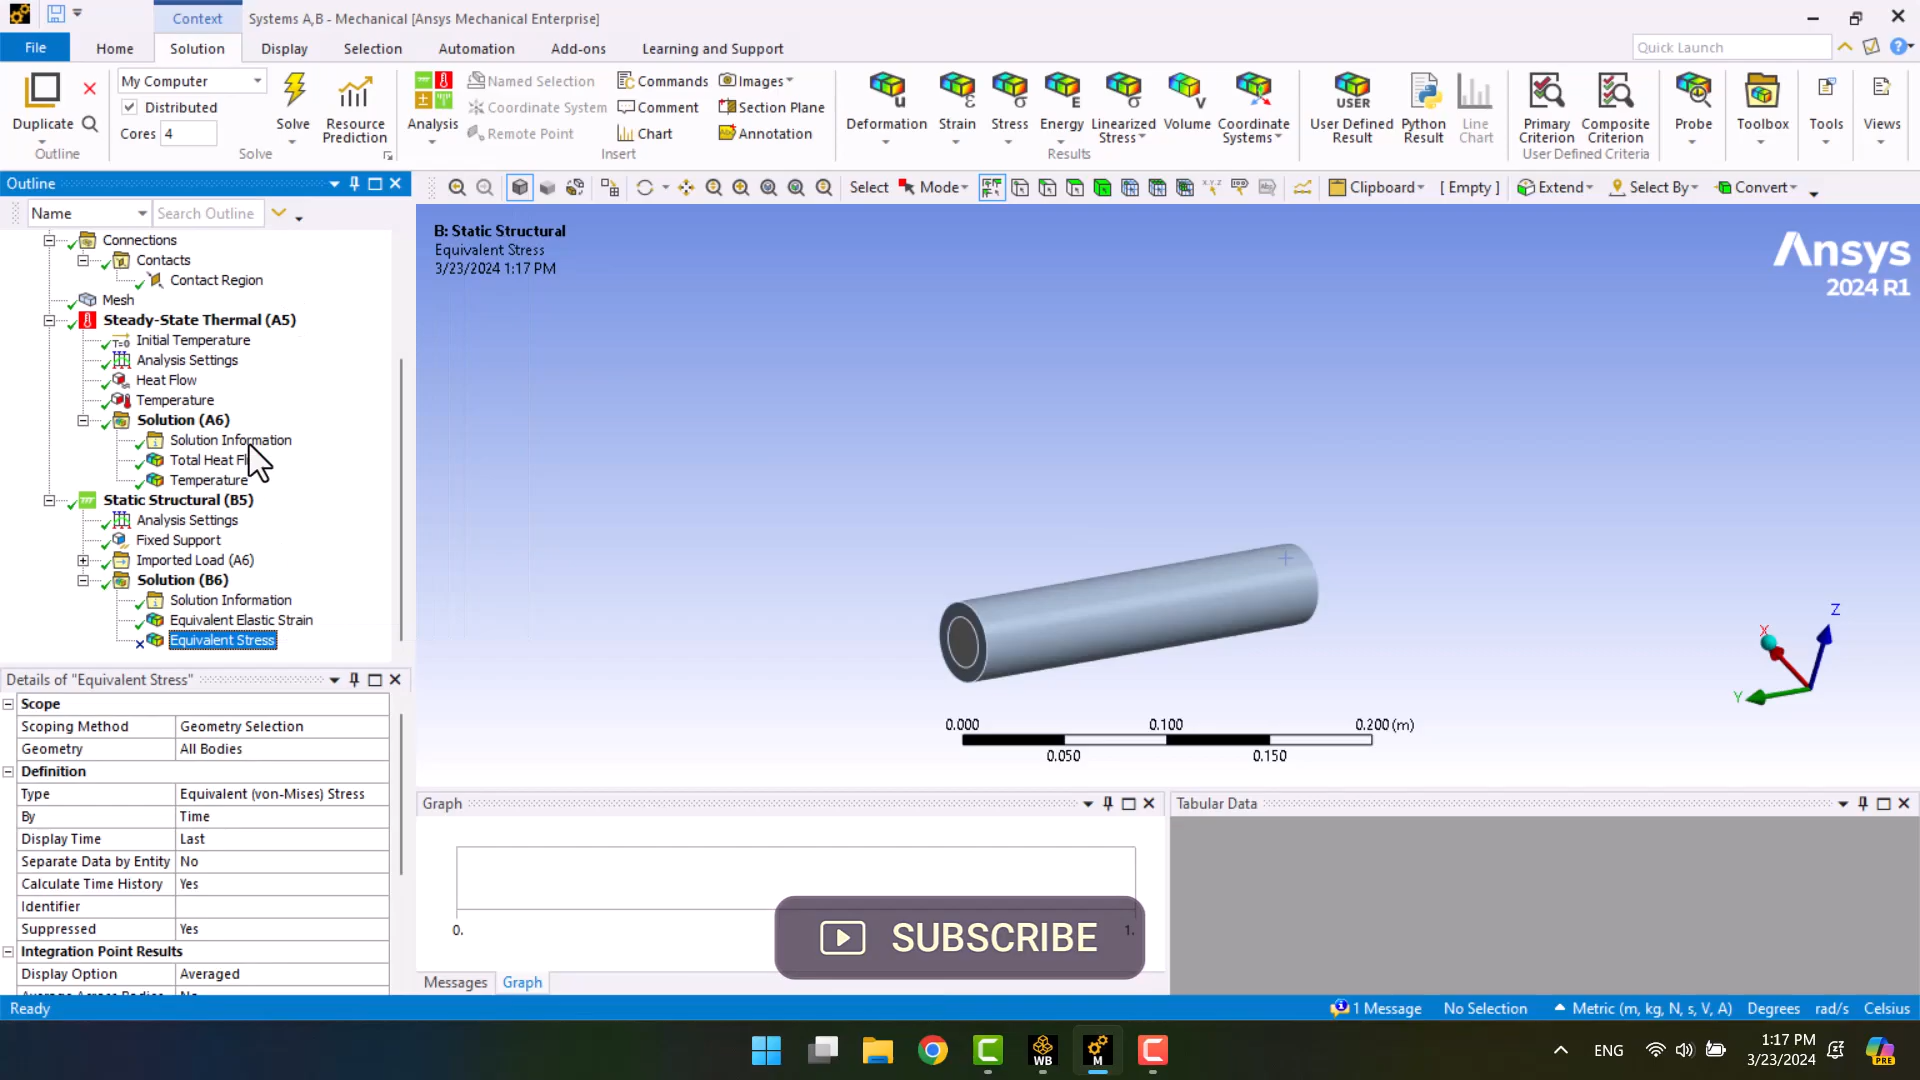 Context
Systems A,B - Mechanical [Ansys Mechanical Enterprise]
File
Home
Solution
Display
Selection
Automation
Add-ons
Learning and Support
Quick Launch
Duplicate
Outline
My Computer
Distributed
Cores 4
Solve
Resource Prediction
Solve
Analysis
Named Selection
Coordinate System
Remote Point
Commands
Comment
Chart
Images
Section Plane
Annotation
Insert
Deformation
Strain
Stress
Energy
Linearized Stress
Volume
Coordinate Systems
Results
USER
User Defined Result
Python Result
Line Chart
Primary Criterion
Composite Criterion
User Defined Criteria
Probe
Toolbox
Tools
Views
Outline
Select
Mode
Clipboard
[ Empty ]
Extend
Select By
Convert
Name
Search Outline
Connections
Contacts
Contact Region
Mesh
Steady-State Thermal (A5)
Initial Temperature
Analysis Settings
Heat Flow
Temperature
Solution (A6)
Solution Information
Total Heat
Temperature
Static Structural (B5)
Analysis Settings
Fixed Support
Imported Load (A6)
Solution (B6)
Solution Information
Equivalent Elastic Strain
Equivalent Stress
B: Static Structural
Equivalent Stress
3/23/2024 1:17 PM
Ansys
2024 R1
Z
X
Y
0.000 0.100 0.200 (m)
0.050 0.150
Details of "Equivalent Stress"
Scope
Scoping Method Geometry Selection
Geometry All Bodies
Definition
Type Equivalent (von-Mises) Stress
By Time
Display Time Last
Separate Data by Entity No
Calculate Time History Yes
Identifier
Suppressed Yes
Integration Point Results
Display Option Averaged
Graph
Tabular Data
0. 1.
SUBSCRIBE
Messages Graph
Ready
1 Message
No Selection
Metric (m, kg, N, s, V, A)
Degrees
rad/s
Celsius
WB
M
ENG
1:17 PM
3/23/2024
PRE